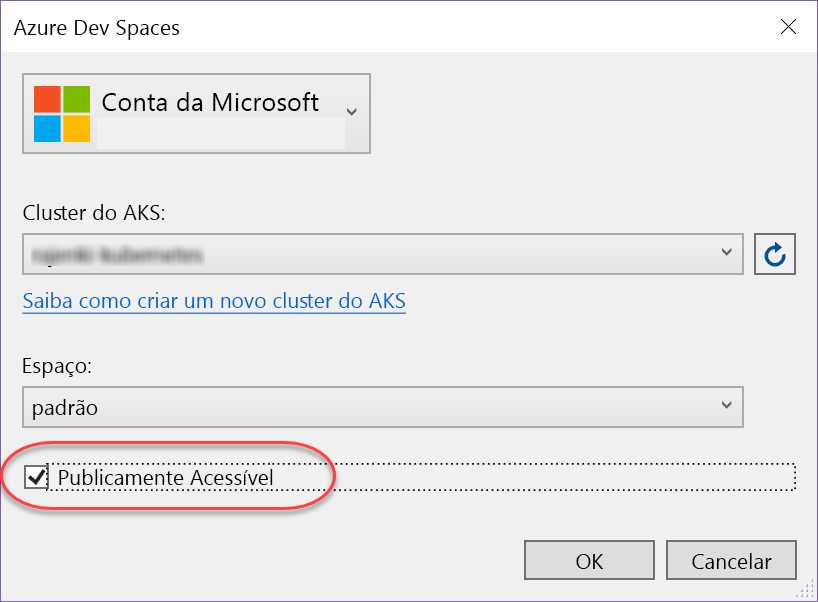 Azure Dev Spaces
Conta da Microsoft
Cluster do AKS:
Saiba como criar um novo cluster do AKS
Espaço:
padrão
Publicamente Acessível
OK
Cancelar